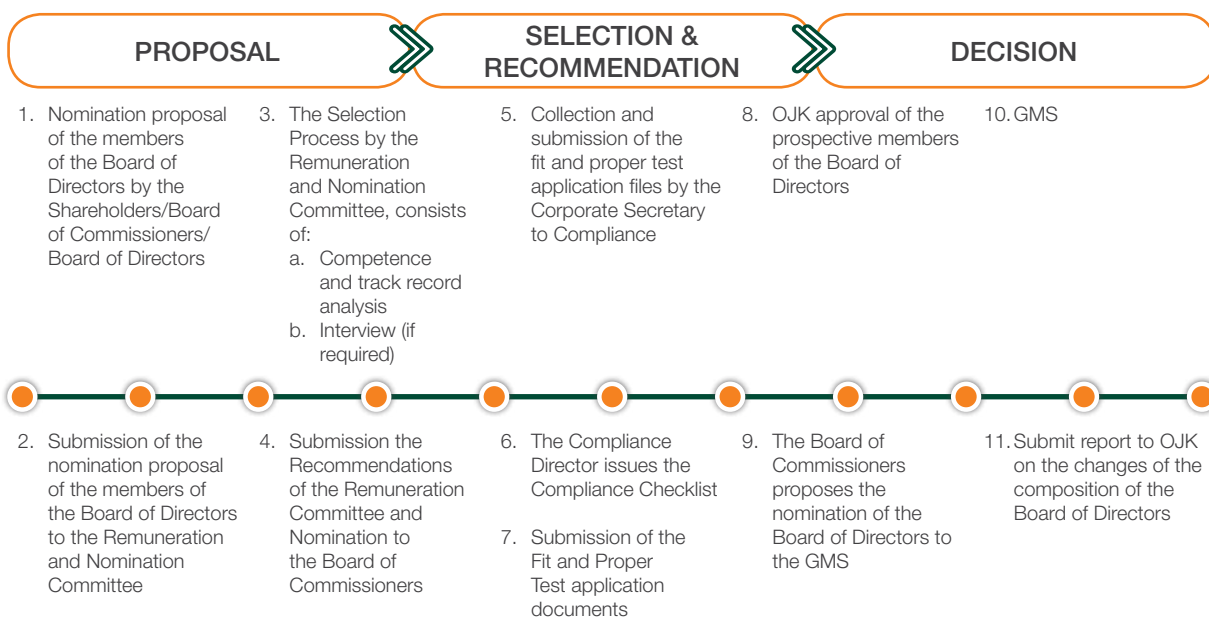 PROPOSAL
SELECTION &
RECOMMENDATION
DECISION
1. Nomination proposal
of the members
of the Board of
Directors by the
Shareholders/Board
of Commissioners/
Board of Directors
3. The Selection
Process by the
Remuneration
and Nomination
Committee, consists
of:
a. Competence
and track record
analysis
b. Interview (if
required)
5. Collection and
submission of the
fit and proper test
application files by the
Corporate Secretary
to Compliance
8. OJK approval of the
prospective members
of the Board of
Directors
10. GMS
2. Submission of the
nomination proposal
of the members of
the Board of Directors
to the Remuneration
and Nomination
Committee
4. Submission the
Recommendations
of the Remuneration
Committee and
Nomination to
the Board of
Commissioners
6. The Compliance
Director issues the
Compliance Checklist
7. Submission of the
Fit and Proper
Test application
documents
9. The Board of
Commissioners
proposes the
nomination of the
Board of Directors to
the GMS
11. Submit report to OJK
on the changes of the
composition of the
Board of Directors